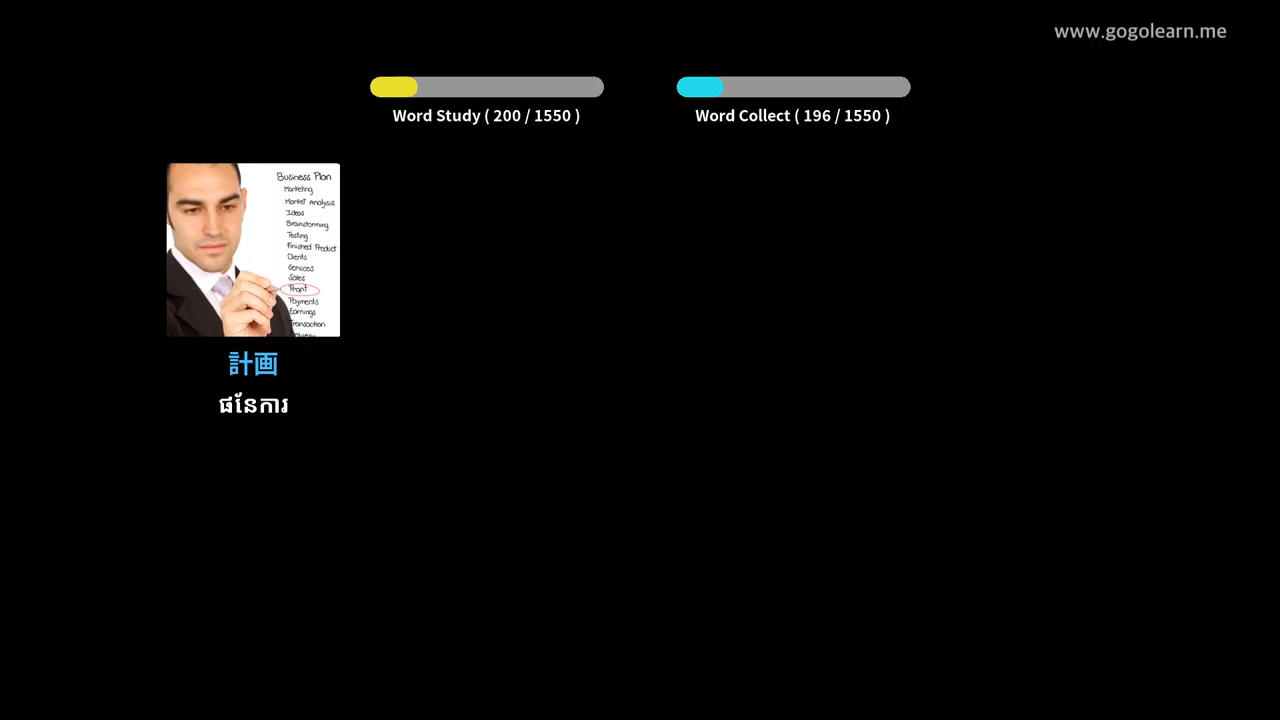 www.gogolearn.me
Word Study ( 200 / 1550 )
Word Collect ( 196 / 1550 )
Business Plan
Marketing
Market Analysis
Ideas
Brainstorming
Testing
Finished Product
Clients
Services
Sales
Profit
Payments
Earnings
Transaction
計画
ផែនការ